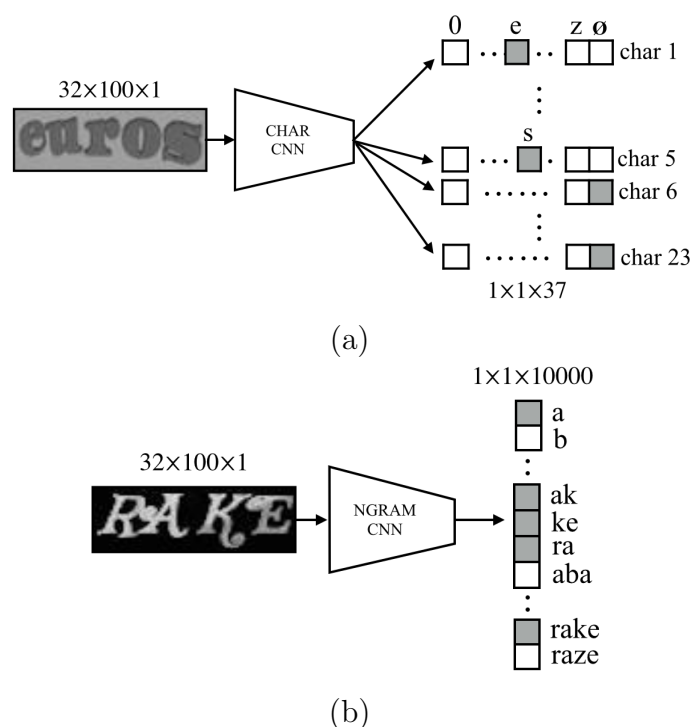 0 e z ø
··· ·· char 1
32×100×1
euros
CHAR
CNN
s
··· · char 5
······ char 6
······ char 23
1×1×37
(a)
1×1×10000
a
b
32×100×1
RAKE
NGRAM
CNN
ak
ke
ra
aba
rake
raze
(b)